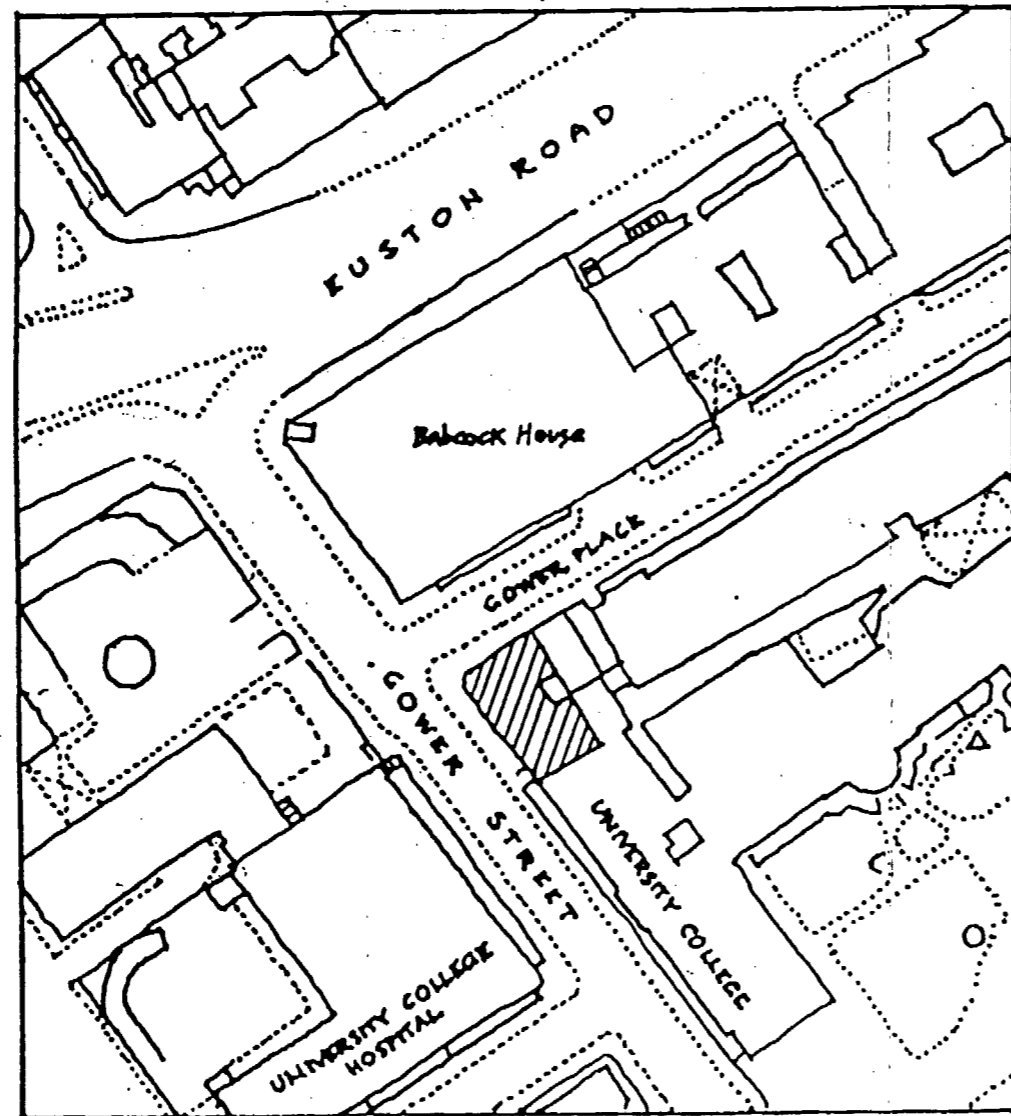 EUSTON ROAD
Babcock House
GOWER PLACE
GOWER
STREET
UNIVERSITY COLLEGE
UNIVERSITY COLLEGE
HOSPITAL